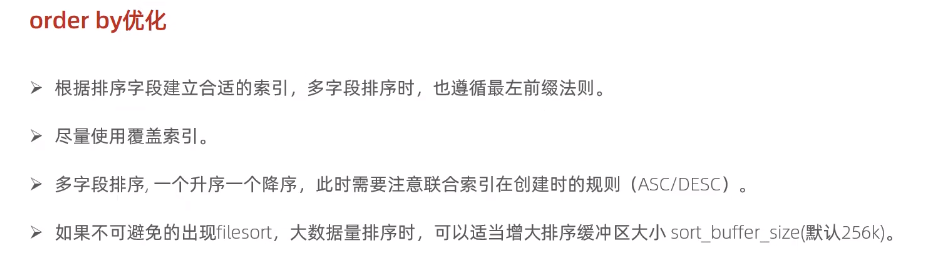 order by优化
➢ 根据排序字段建立合适的索引，多字段排序时，也遵循最左前缀法则。
➢ 尽量使用覆盖索引。
➢ 多字段排序, 一个升序一个降序，此时需要注意联合索引在创建时的规则（ASC/DESC）。
➢ 如果不可避免的出现filesort，大数据量排序时，可以适当增大排序缓冲区大小 sort_buffer_size(默认256k)。